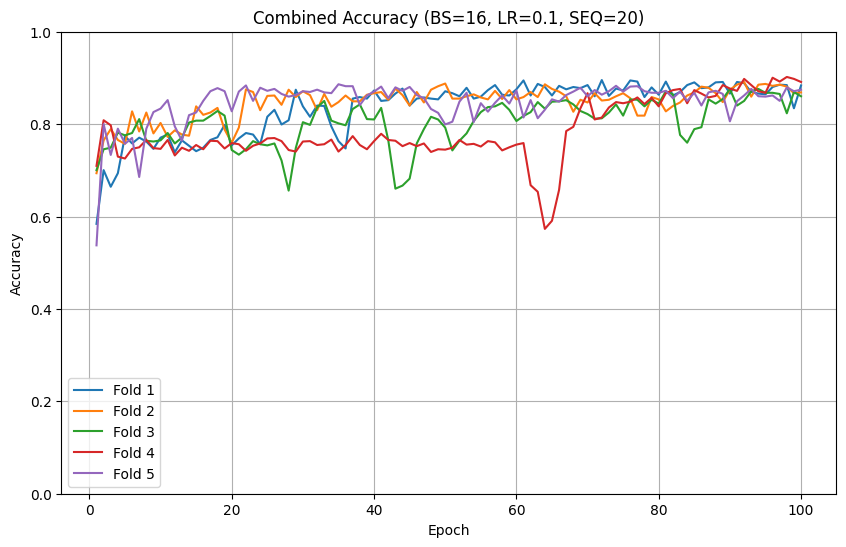 Combined Accuracy (BS=16, LR=0.1, SEQ=20)
1.0
0.8
0.6
0.4
0.2
0.0
Accuracy
Fold 1
Fold 2
Fold 3
Fold 4
Fold 5
0 20 40 60 80 100
Epoch